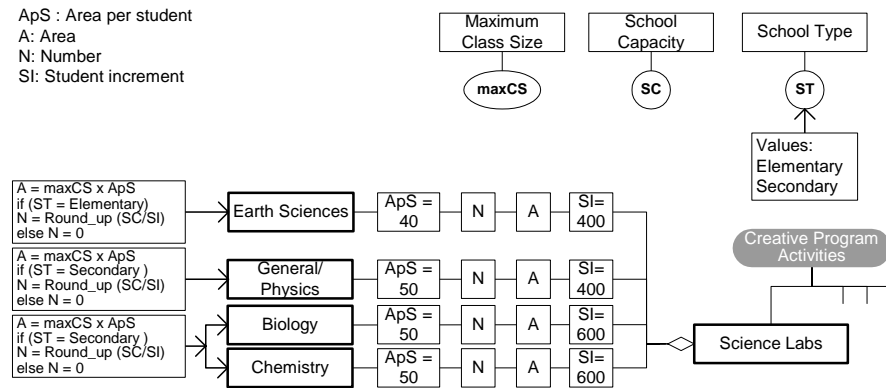 ApS : Area per student
A: Area
N: Number
SI: Student increment
Maximum
Class Size
School
Capacity
School Type
maxCS
SC
ST
Values:
Elementary
Secondary
A = maxCS x ApS
if (ST = Elementary)
N = Round_up (SC/SI)
else N = 0
Earth Sciences
ApS =
40
N
A
SI=
400
A = maxCS x ApS
if (ST = Secondary )
N = Round_up (SC/SI)
else N = 0
General/
Physics
ApS =
50
N
A
SI=
400
Creative Program
Activities
A = maxCS x ApS
if (ST = Secondary )
N = Round_up (SC/SI)
else N = 0
Biology
ApS =
50
N
A
SI=
600
Chemistry
ApS =
50
N
A
SI=
600
Science Labs